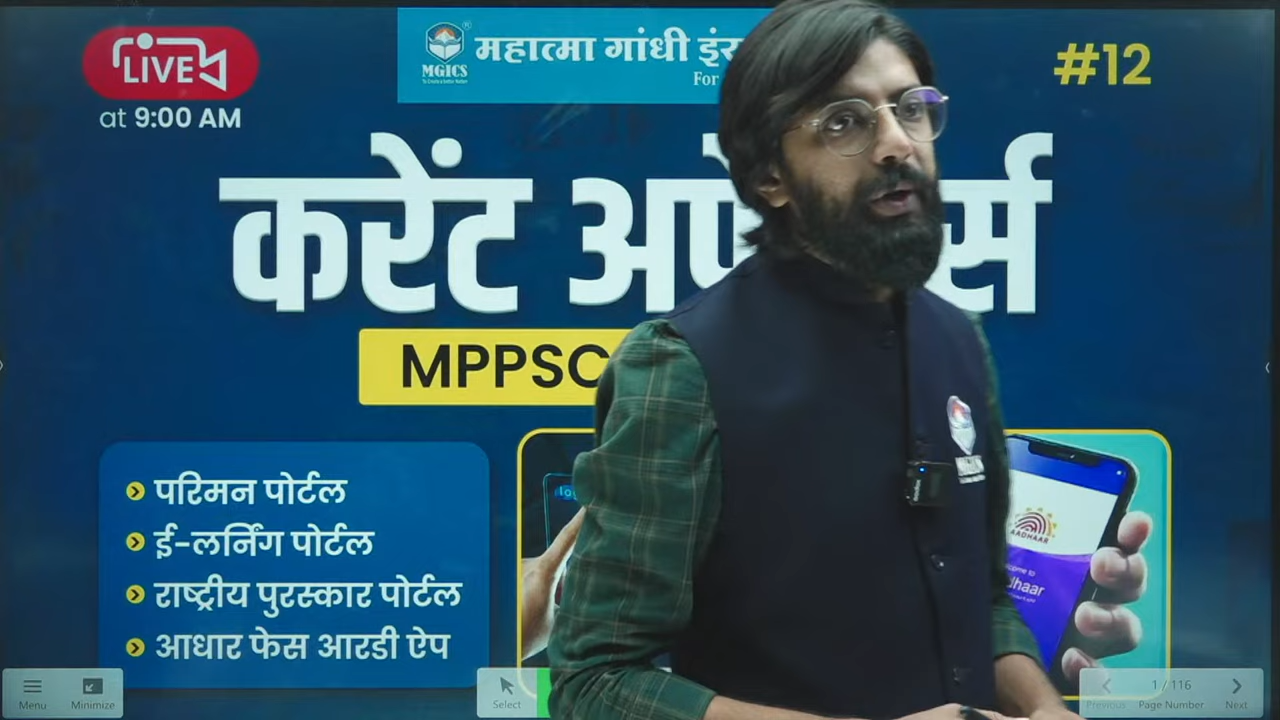 LIVE
at 9:00 AM
MGICS
महात्मा गांधी
For
#12
करेंट
MPPSC
परिमन पोर्टल
ई-लर्निंग पोर्टल
राष्ट्रीय पुरस्कार पोर्टल
आधार फेस आरडी ऐप
AADHAAR
Menu
Minimize
Select
Previous
1 / 116
Page Number
Next